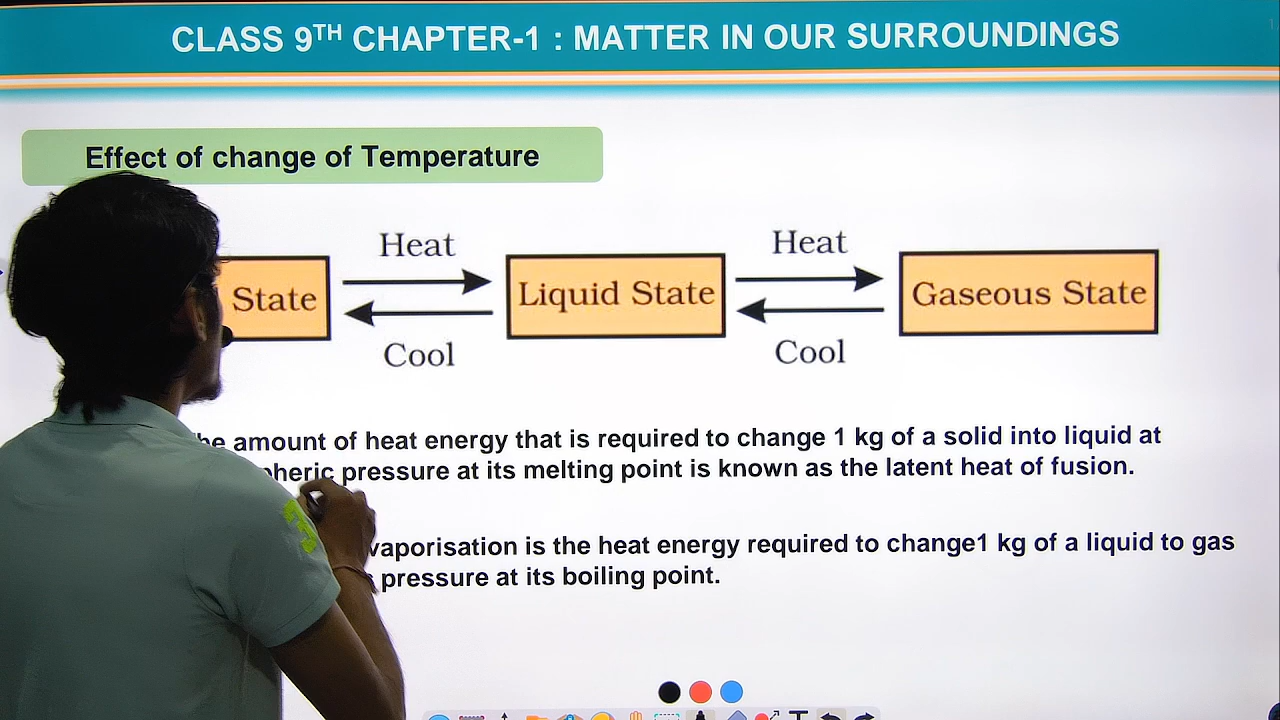 CLASS 9TH CHAPTER-1 : MATTER IN OUR SURROUNDINGS
Effect of change of Temperature
Heat Heat
State Liquid State Gaseous State
Cool Cool
amount of heat energy that is required to change 1 kg of a solid into liquid at
pressure at its melting point is known as the latent heat of fusion.
vaporisation is the heat energy required to change1 kg of a liquid to gas
pressure at its boiling point.
3
T